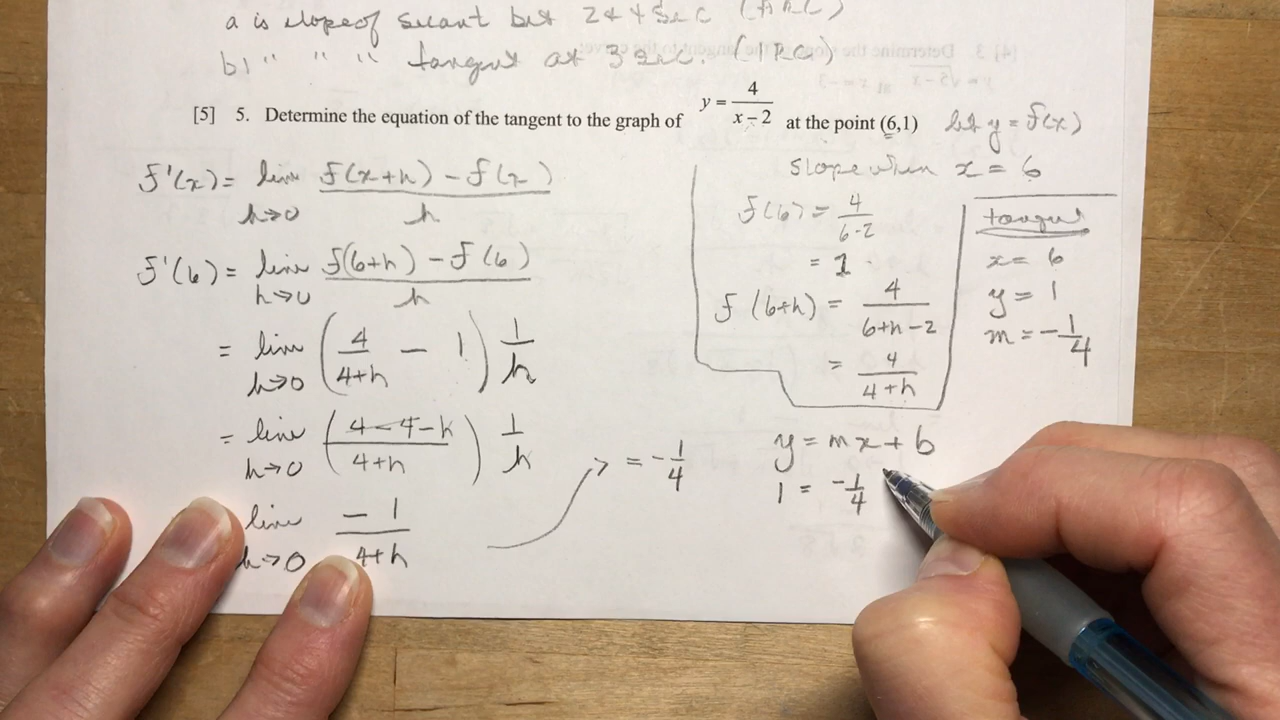 a is slope of secant bet 2 & 4 sec (ARC)
b) " " " tangent at 3 sec. (IRC)
[5] 5. Determine the equation of the tangent to the graph of y = 4/(x − 2) at the point (6,1) let y = f(x)
f'(x) = lim h→0 (f(x+h) − f(x))/h
f'(6) = lim h→0 (f(6+h) − f(6))/h
= lim h→0 (4/(4+h) − 1) 1/h
= lim h→0 ((4−4−h)/(4+h)) 1/h
lim h→0 −1/(4+h)
= −1/4
slope when x = 6
f(6) = 4/(6-2)
= 1
f(6+h) = 4/(6+h−2)
= 4/(4+h)
tangent
x = 6
y = 1
m = −1/4
y = mx + b
1 = −1/4